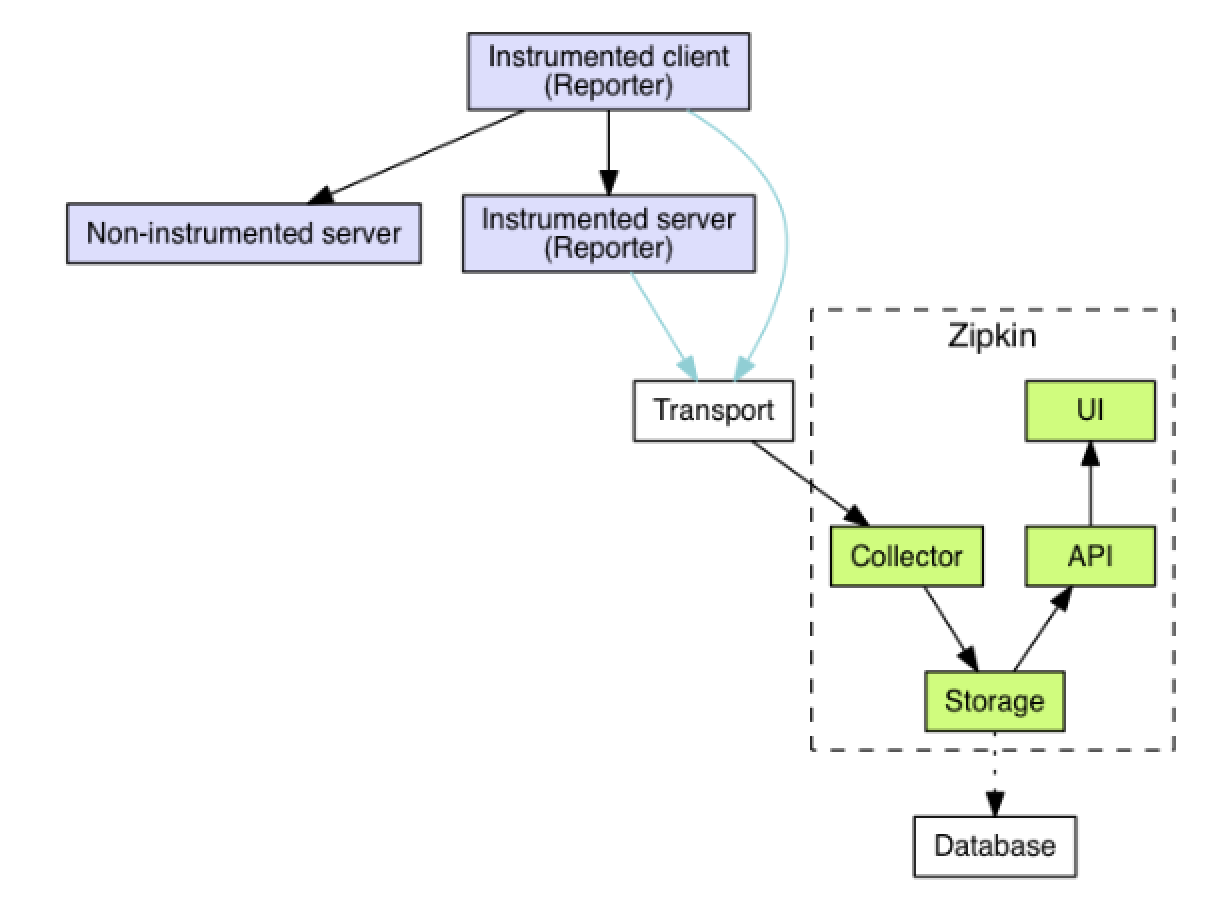 Instrumented client
(Reporter)
Non-instrumented server
Instrumented server
(Reporter)
Zipkin
Transport
UI
Collector
API
Storage
Database